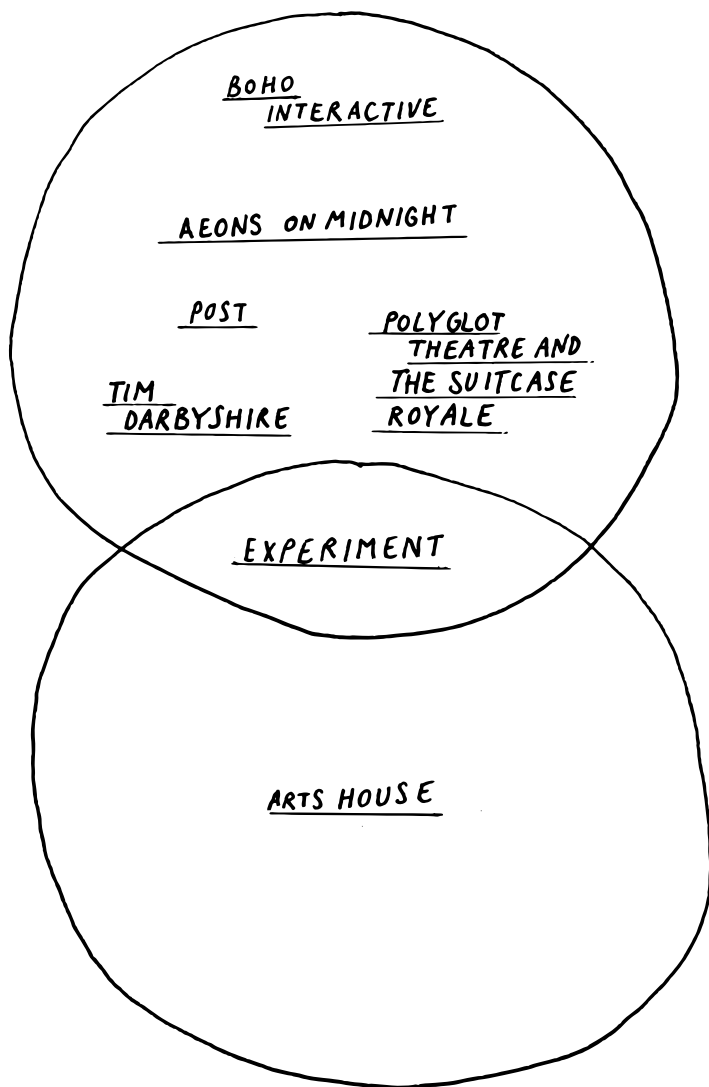 BOHO
INTERACTIVE
AEONS ON MIDNIGHT
POST
TIM
DARBYSHIRE
POLYGLOT
THEATRE AND
THE SUITCASE
ROYALE
EXPERIMENT
ARTS HOUSE